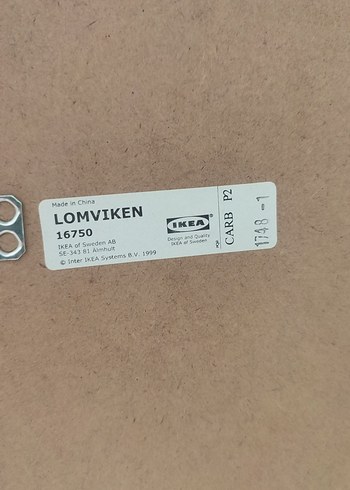 Made in China
LOMVIKEN
16750
IKEA of Sweden AB
SE-343 81 Älmhult
© Inter IKEA Systems B.V. 1999
IKEA®
Design and Quality
IKEA of Sweden
CARB P2
1748 -1